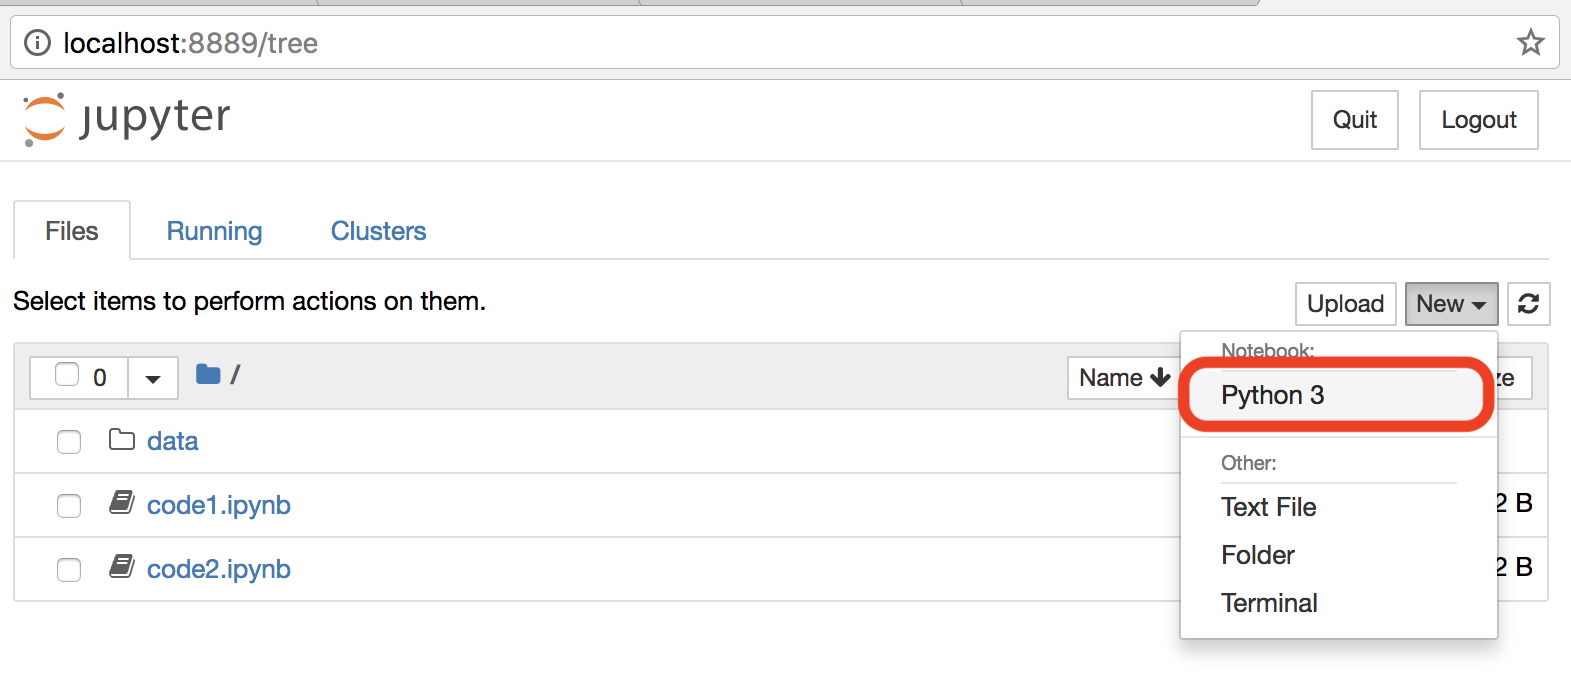 localhost:8889/tree
jupyter
Quit
Logout
Files
Running
Clusters
Select items to perform actions on them.
Upload
New
0
/
Name
Notebook:
Python 3
Other:
Text File
Folder
Terminal
data
code1.ipynb
2 B
code2.ipynb
2 B